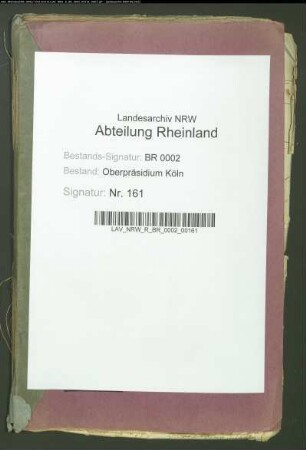 Landesarchiv NRW
Abteilung Rheinland
Bestands-Signatur: BR 0002
Bestand: Oberpräsidium Köln
Signatur: Nr. 161
LAV_NRW_R_BR_0002_00161